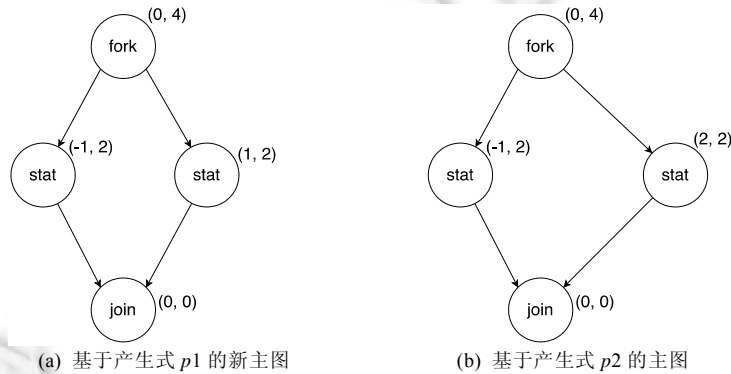 (0, 4)
fork
(-1, 2)
stat
(1, 2)
stat
join
(0, 0)
(a) 基于产生式 p1 的新主图
(0, 4)
fork
(-1, 2)
stat
(2, 2)
stat
join
(0, 0)
(b) 基于产生式 p2 的主图